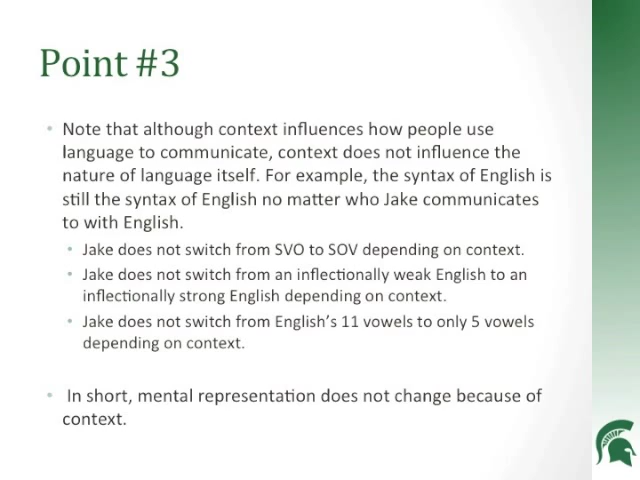 Point #3
• Note that although context influences how people use
language to communicate, context does not influence the
nature of language itself. For example, the syntax of English is
still the syntax of English no matter who Jake communicates
to with English.
• Jake does not switch from SVO to SOV depending on context.
• Jake does not switch from an inflectionally weak English to an
inflectionally strong English depending on context.
• Jake does not switch from English's 11 vowels to only 5 vowels
depending on context.
• In short, mental representation does not change because of
context.